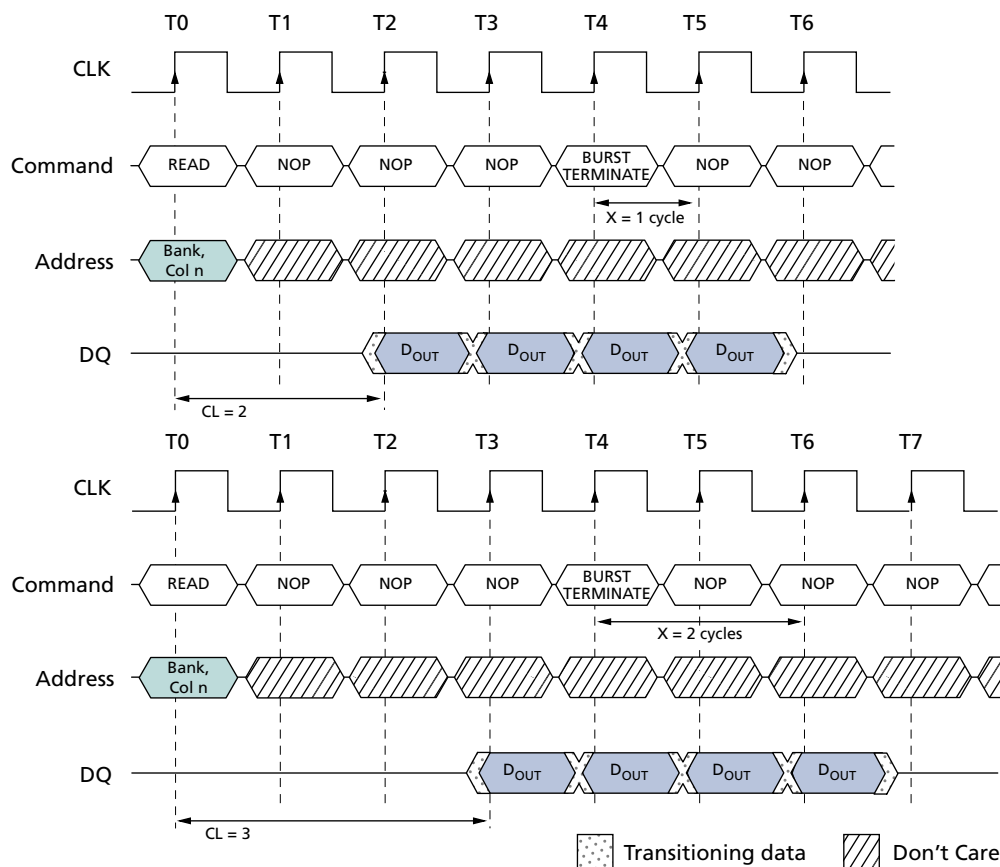 T0 T1 T2 T3 T4 T5 T6
CLK
Command READ NOP NOP NOP BURST TERMINATE NOP NOP
X = 1 cycle
Address Bank, Col n
DQ DOUT DOUT DOUT DOUT
CL = 2
T0 T1 T2 T3 T4 T5 T6 T7
CLK
Command READ NOP NOP NOP BURST TERMINATE NOP NOP NOP
X = 2 cycles
Address Bank, Col n
DQ DOUT DOUT DOUT DOUT
CL = 3
Transitioning data Don't Care